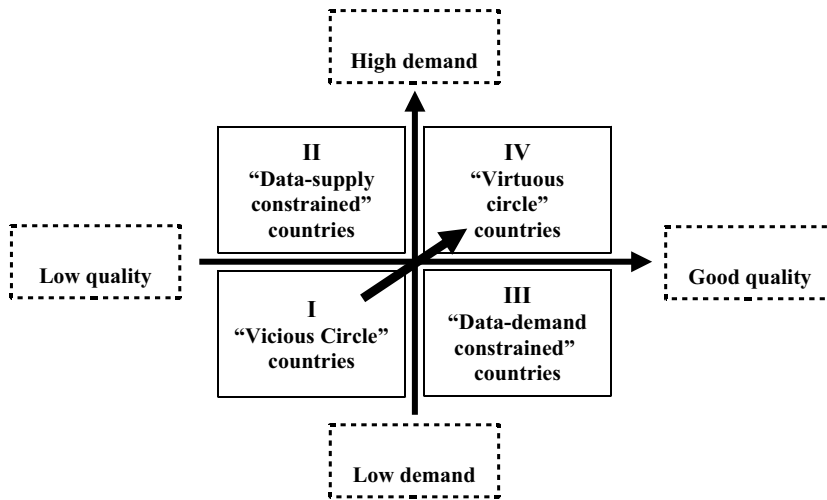 High demand
II
“Data-supply
constrained”
countries
IV
“Virtuous
circle”
countries
Low quality
Good quality
I
“Vicious Circle”
countries
III
“Data-demand
constrained”
countries
Low demand